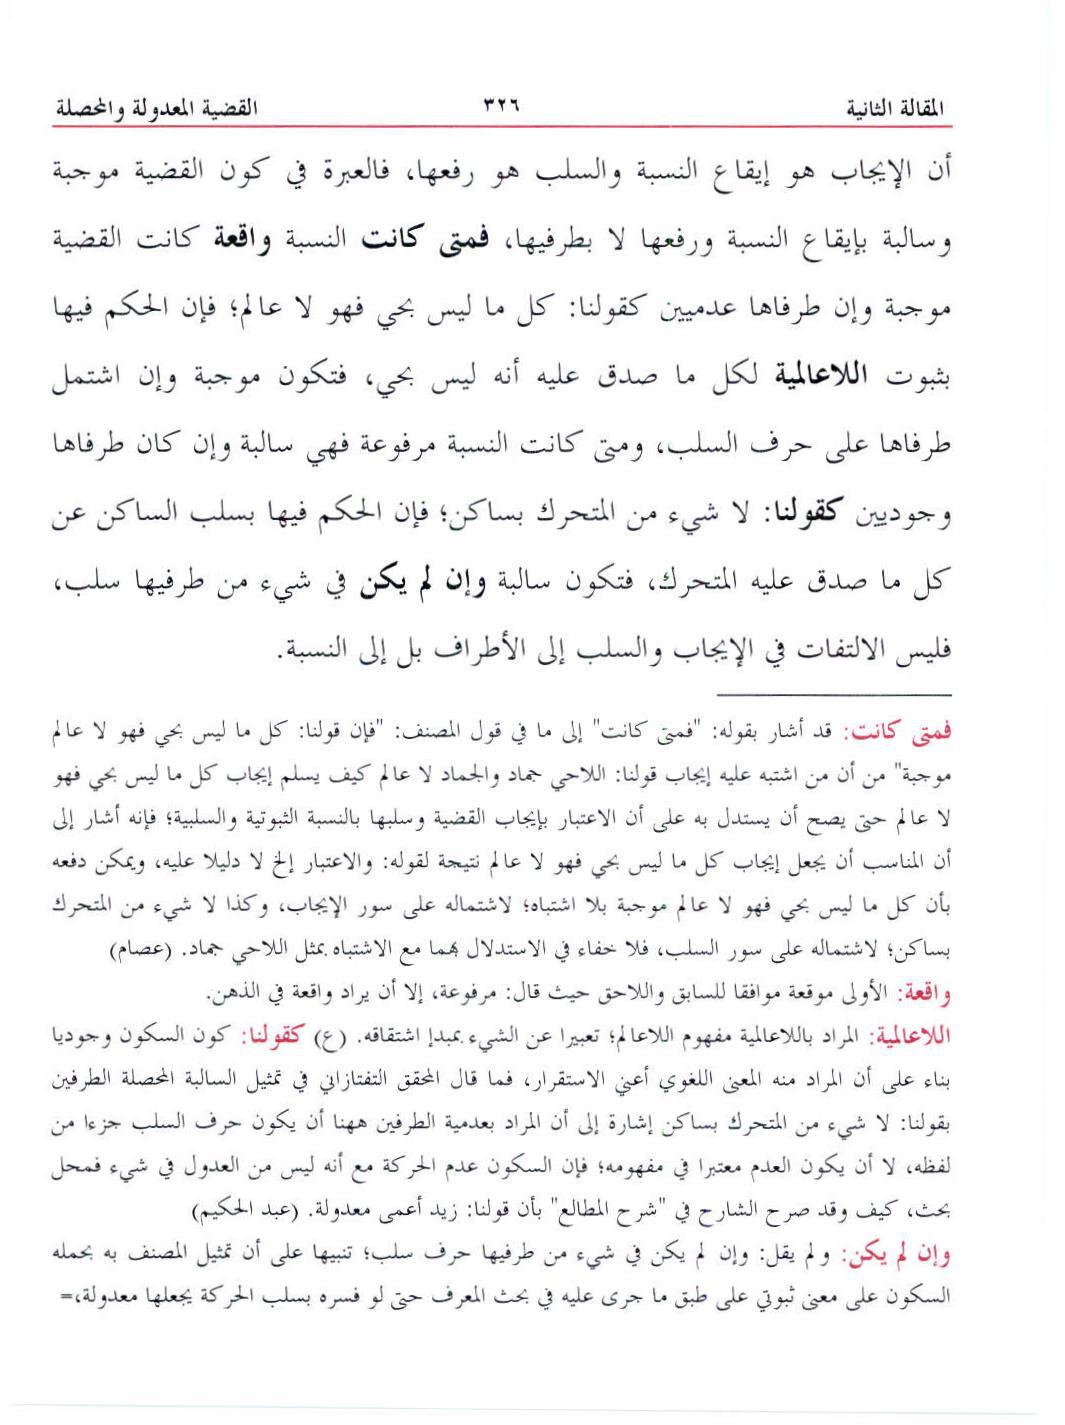 المقالة الثانية ٣٢٦ القضية المعدولة والمحصلة
أن الإيجاب هو إيقاع النسبة والسلب هو رفعها، فالعبرة في كون القضية موجبة
وسالبة بإيقاع النسبة ورفعها لا بطرفيها، فمتى كانت النسبة واقعة كانت القضية
موجبة وإن طرفاها عدميين كقولنا: كل ما ليس بحي فهو لا عالم؛ فإن الحكم فيها
بثبوت اللاعالمية لكل ما صدق عليه أنه ليس بحي، فتكون موجبة وإن اشتمل
طرفاها على حرف السلب، ومتى كانت النسبة مرفوعة فهي سالبة وإن كان طرفاها
وجوديين كقولنا: لا شيء من المتحرك بساكن؛ فإن الحكم فيها بسلب الساكن عن
كل ما صدق عليه المتحرك، فتكون سالبة وإن لم يكن في شيء من طرفيها سلب،
فليس الالتفات في الإيجاب والسلب إلى الأطراف بل إلى النسبة.
فمتى كانت: قد أشار بقوله: "فمتى كانت" إلى ما في قول المصنف: "فإن قولنا: كل ما ليس بحي فهو لا عالم
موجبة" من أن من اشتبه عليه إيجاب قولنا: اللاحي جماد والجماد لا عالم كيف يسلم إيجاب كل ما ليس بحي فهو
لا عالم حتى يصح أن يستدل به على أن الاعتبار بإيجاب القضية وسلبها بالنسبة الثبوتية والسلبية؛ فإنه أشار إلى
أن المناسب أن يجعل إيجاب كل ما ليس بحي فهو لا عالم نتيجة لقوله: والاعتبار إلخ لا دليلا عليه، ويمكن دفعه
بأن كل ما ليس بحي فهو لا عالم موجبة بلا اشتباه؛ لاشتماله على سور الإيجاب، وكذا لا شيء من المتحرك
بساكن؛ لاشتماله على سور السلب، فلا خفاء في الاستدلال بهما مع الاشتباه بمثل اللاحي جماد. (عصام)
واقعة: الأولى موقعة موافقا للسابق واللاحق حيث قال: مرفوعة، إلا أن يراد واقعة في الذهن.
اللاعالمية: المراد باللاعالمية مفهوم اللاعالم؛ تعبيرا عن الشيء بمبدإ اشتقاقه. (ع) كقولنا: كون السكون وجوديا
بناء على أن المراد منه المعنى اللغوي أعني الاستقرار، فما قال المحقق التفتازاني في تمثيل السالبة المحصلة الطرفين
بقولنا: لا شيء من المتحرك بساكن إشارة إلى أن المراد بعدمية الطرفين ههنا أن يكون حرف السلب جزءا من
لفظه، لا أن يكون العدم معتبرا في مفهومه؛ فإن السكون عدم الحركة مع أنه ليس من العدول في شيء فمحل
بحث، كيف وقد صرح الشارح في "شرح المطالع" بأن قولنا: زيد أعمى معدولة. (عبد الحكيم)
وإن لم يكن: ولم يقل: وإن لم يكن في شيء من طرفيها حرف سلب؛ تنبيها على أن تمثيل المصنف به بحمله
السكون على معنى ثبوتي على طبق ما جرى عليه في بحث المعرف حتى لو فسره بسلب الحركة يجعلها معدولة،=